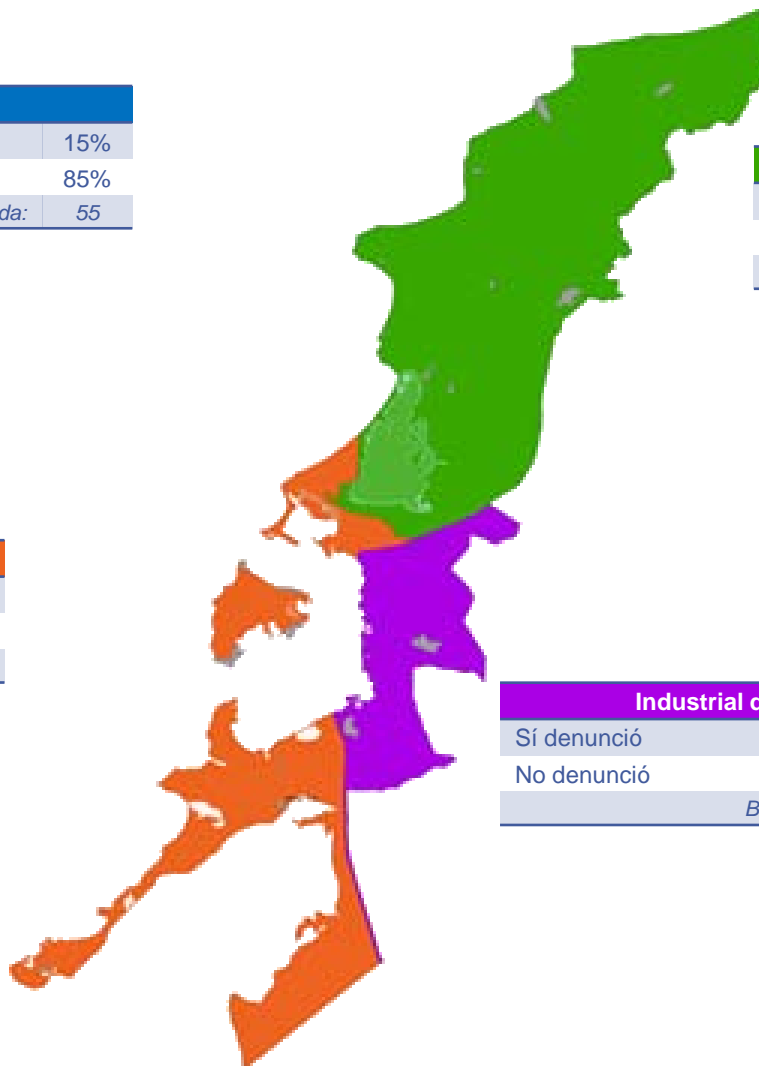 15%
85%
da: 55
Industrial d
Sí denunció
No denunció
B